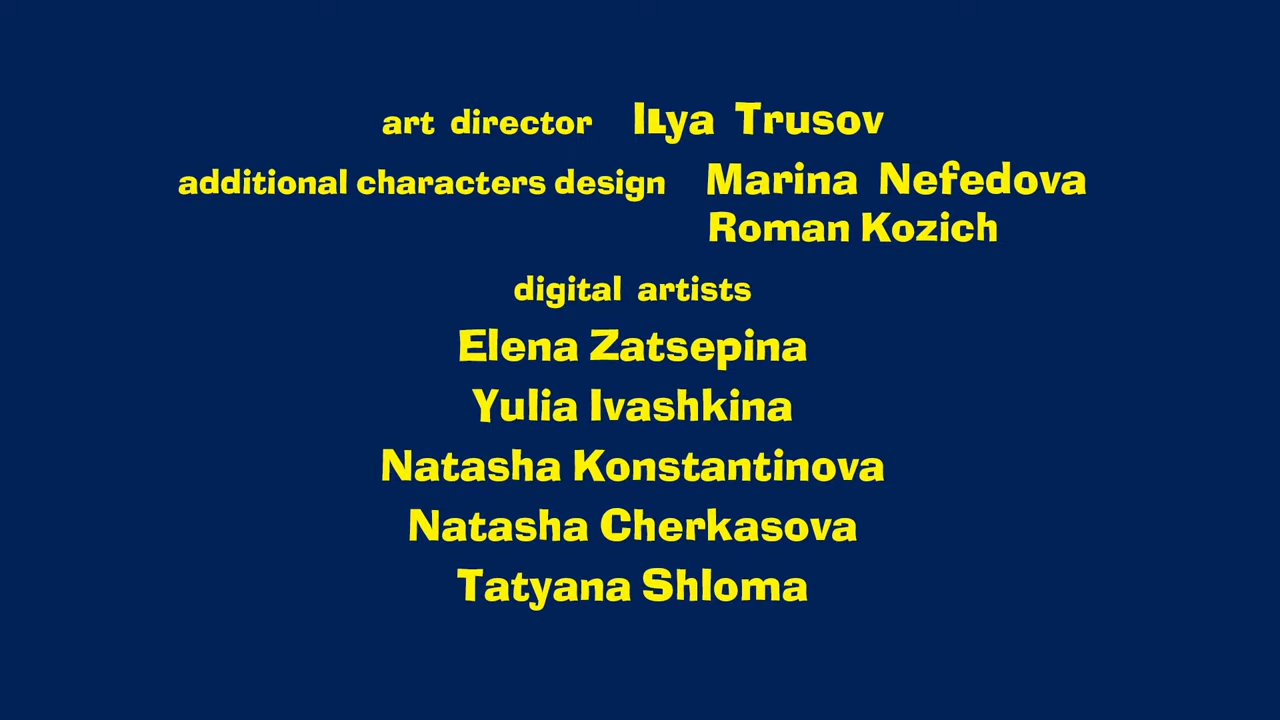 art director ILya Trusov
additional characters design Marina Nefedova
Roman Kozich
digital artists
Elena Zatsepina
Yulia Ivashkina
Natasha Konstantinova
Natasha Cherkasova
Tatyana Shloma